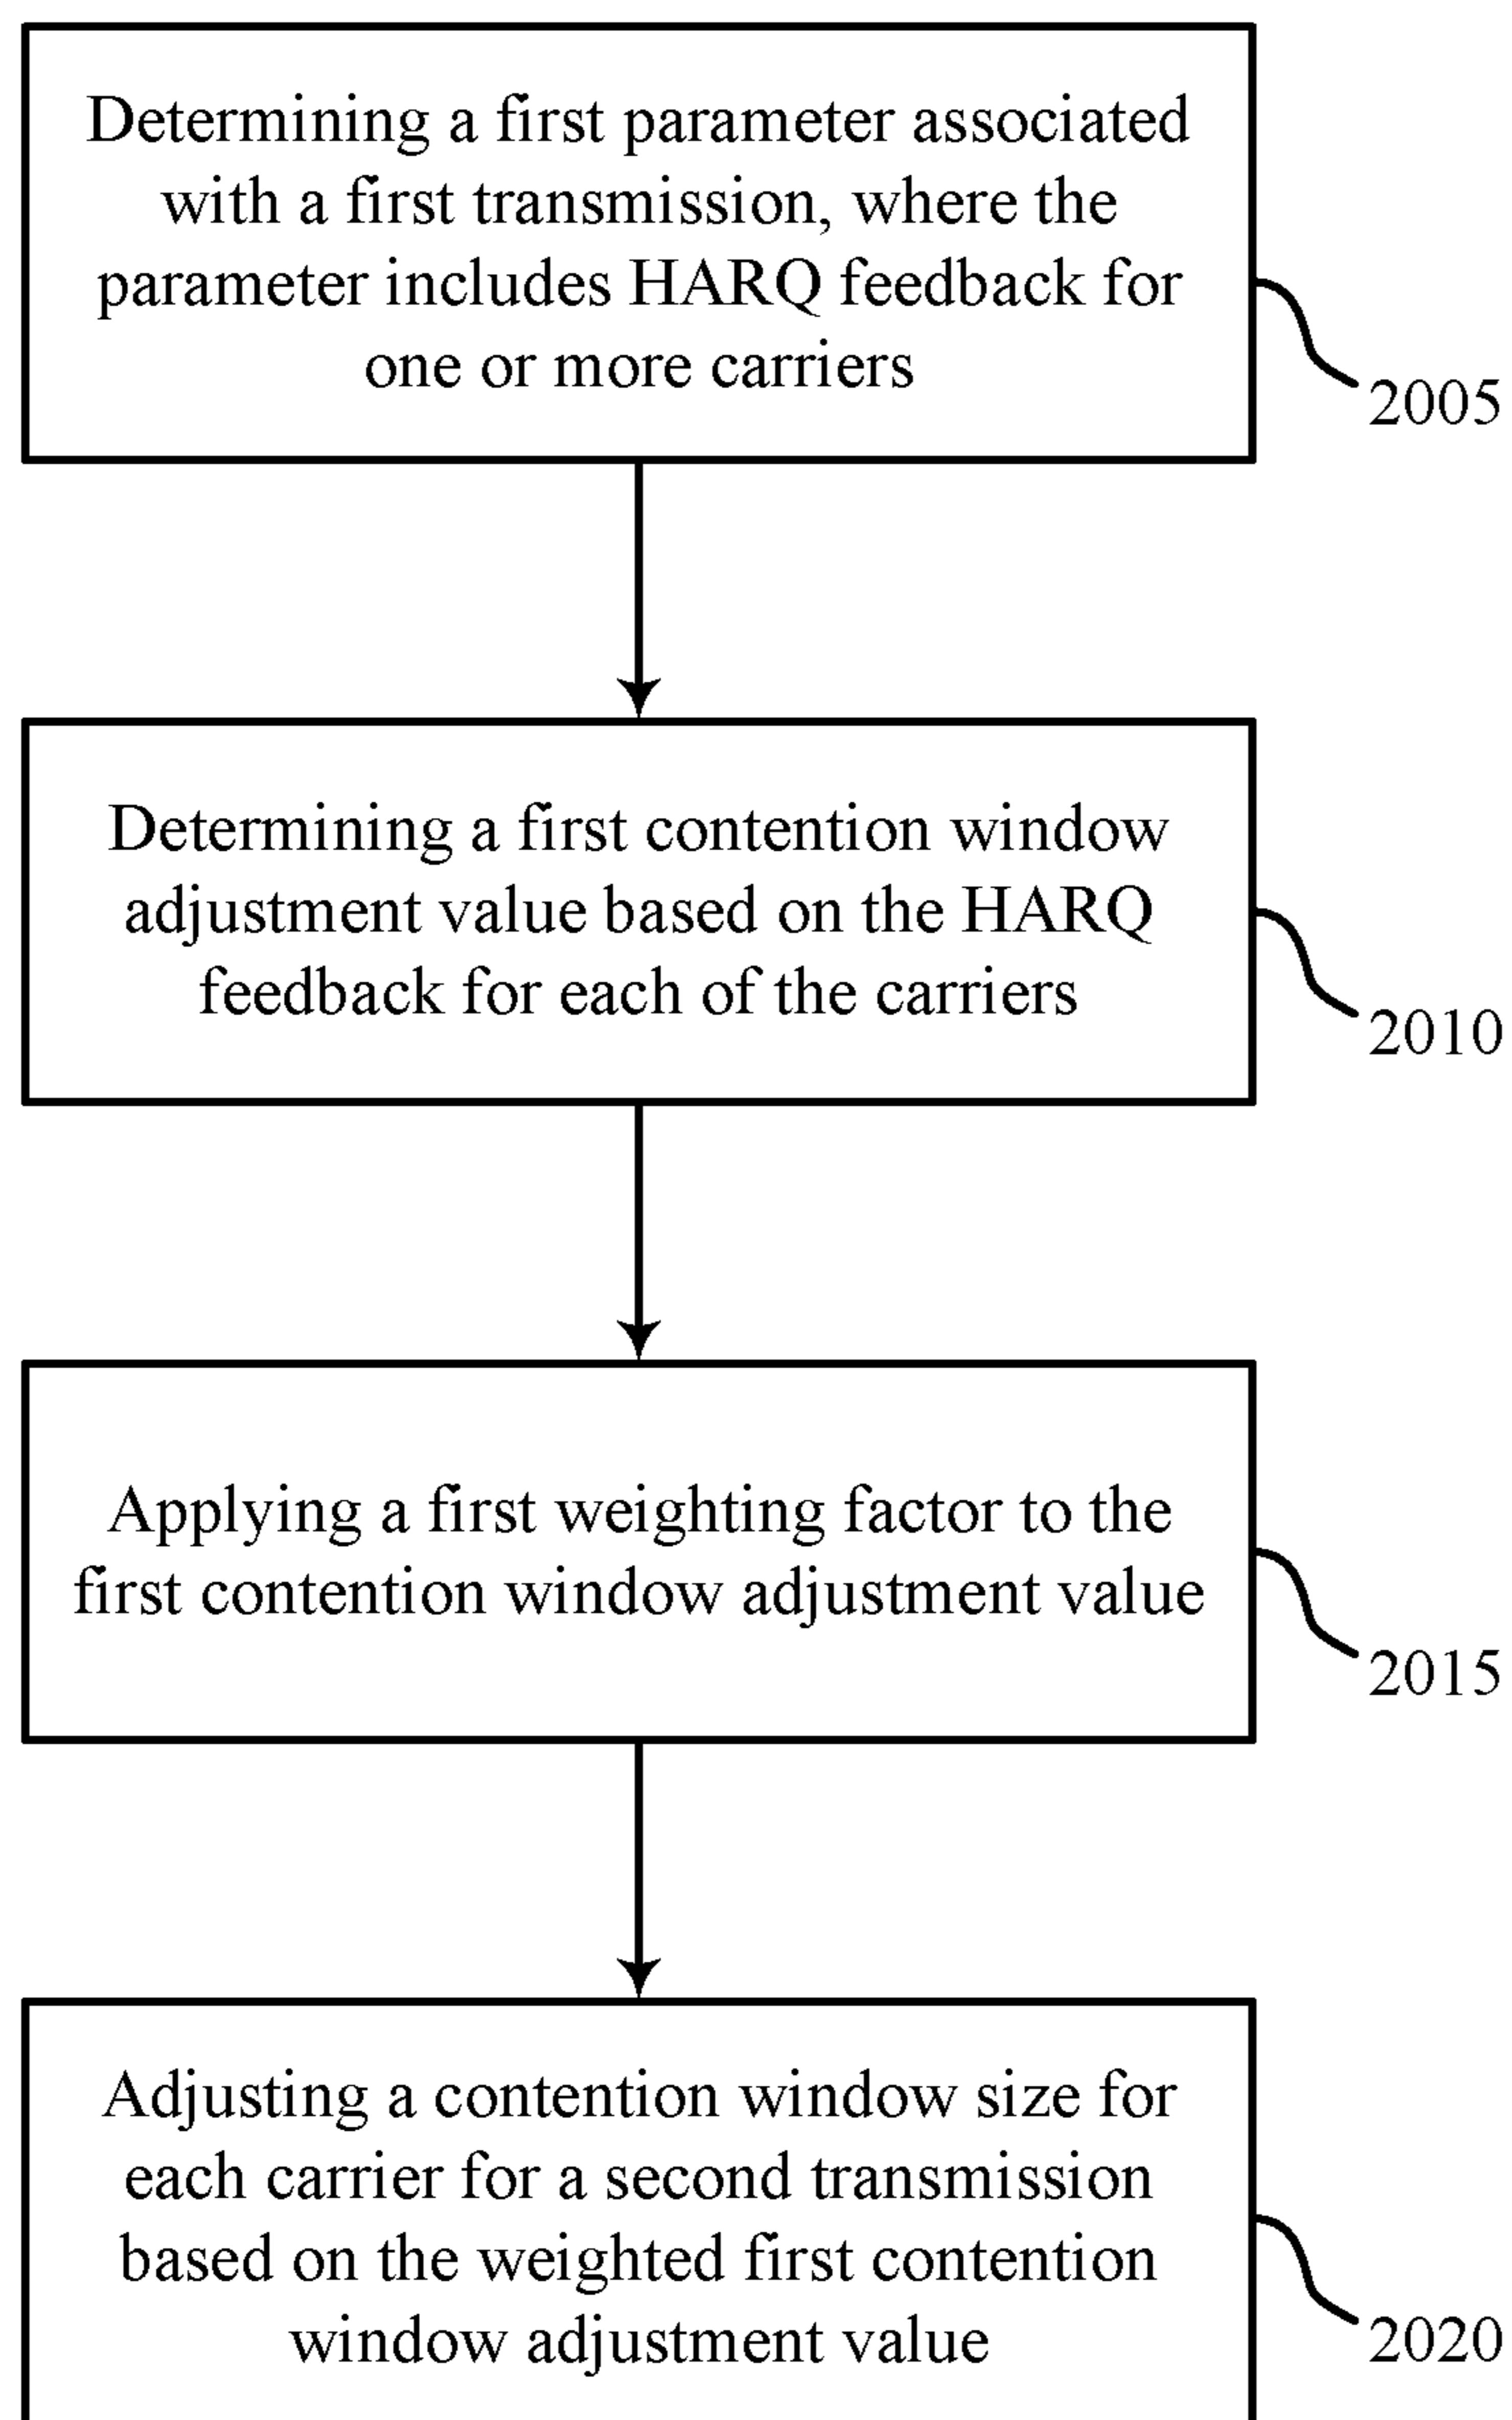 Determining a first parameter associated
with a first transmission, where the
parameter includes HARQ feedback for
one or more carriers
2005
Determining a first contention window
adjustment value based on the HARQ
feedback for each of the carriers
2010
Applying a first weighting factor to the
first contention window adjustment value
2015
Adjusting a contention window size for
each carrier for a second transmission
based on the weighted first contention
window adjustment value
2020